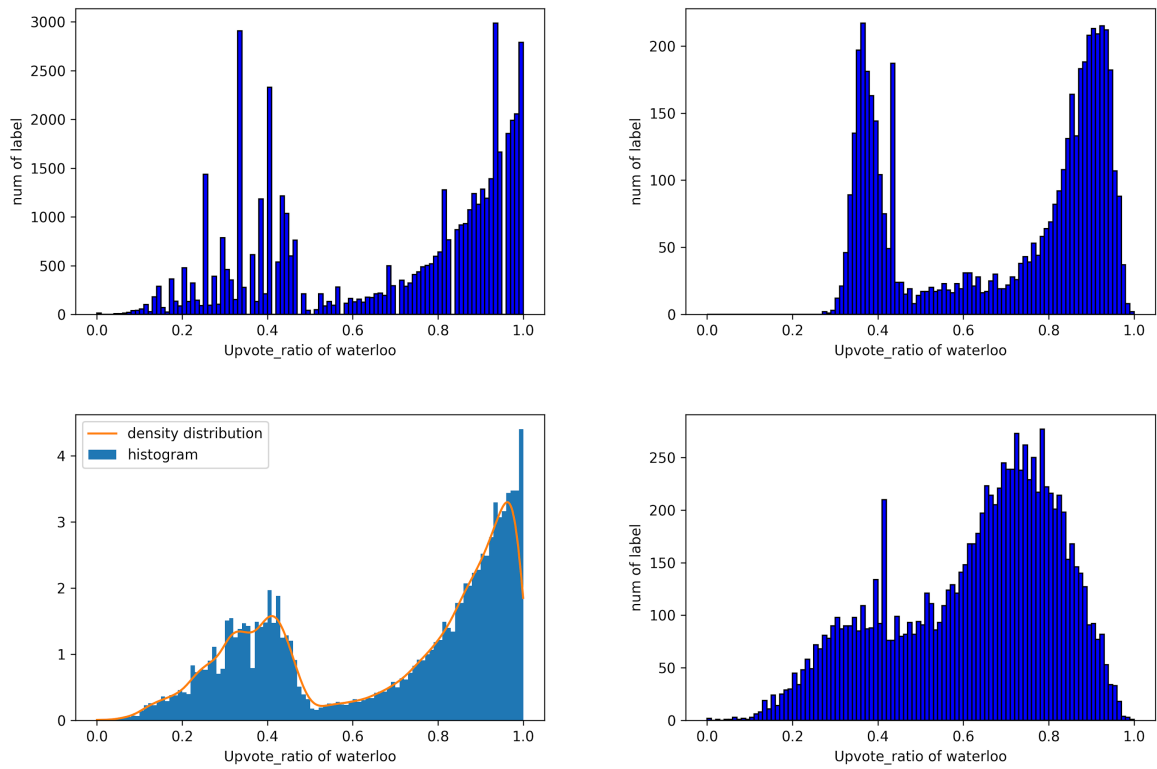 3000
2500
2000
1500
1000
500
0
num of label
0.0 0.2 0.4 0.6 0.8 1.0
Upvote_ratio of waterloo
200
150
100
50
0
num of label
0.0 0.2 0.4 0.6 0.8 1.0
Upvote_ratio of waterloo
density distribution
histogram
4
3
2
1
0
0.0 0.2 0.4 0.6 0.8 1.0
Upvote_ratio of waterloo
250
200
150
100
50
0
num of label
0.0 0.2 0.4 0.6 0.8 1.0
Upvote_ratio of waterloo